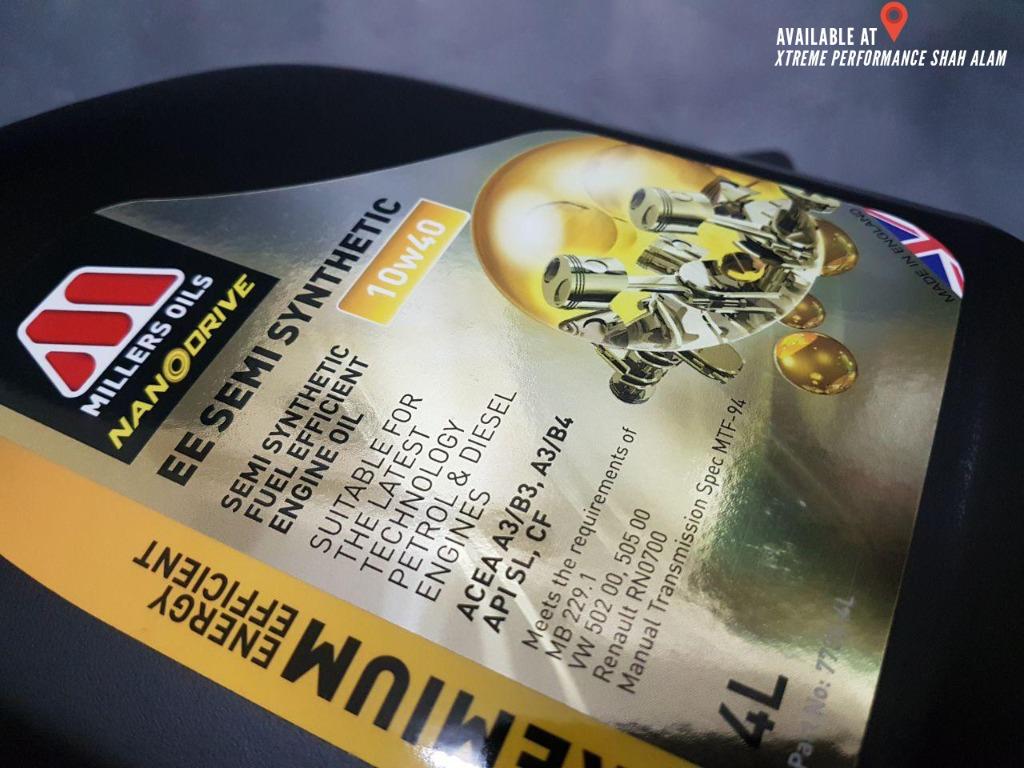 AVAILABLE AT
XTREME PERFORMANCE SHAH ALAM
MILLERS OILS
NANODRIVE
EE SEMI SYNTHETIC
10w40
SEMI SYNTHETIC
FUEL EFFICIENT
ENGINE OIL
SUITABLE FOR
THE LATEST
TECHNOLOGY
PETROL & DIESEL
ENGINES
ACEA A3/B3, A3/B4
API SL, CF
Meets the requirements of
MB 229.1
VW 502 00, 505 00
Renault RN0700
Manual Transmission Spec MTF-94
4L
Part No:
MADE IN ENGLAND
ENERGY
EFFICIENT